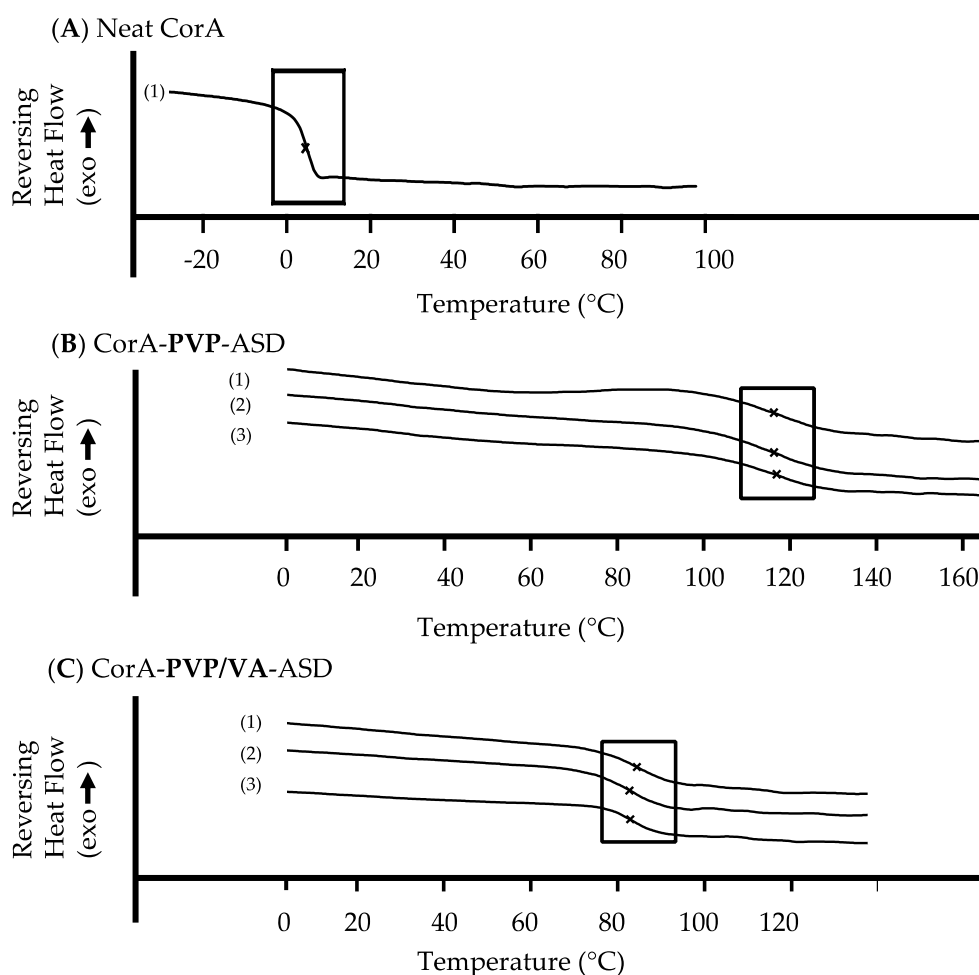 (A) Neat CorA
Reversing
Heat Flow
(exo ➞)
(1)
-20 0 20 40 60 80 100
Temperature (°C)
(B) CorA-PVP-ASD
Reversing
Heat Flow
(exo ➞)
(1)
(2)
(3)
0 20 40 60 80 100 120 140 160
Temperature (°C)
(C) CorA-PVP/VA-ASD
Reversing
Heat Flow
(exo ➞)
(1)
(2)
(3)
0 20 40 60 80 100 120
Temperature (°C)